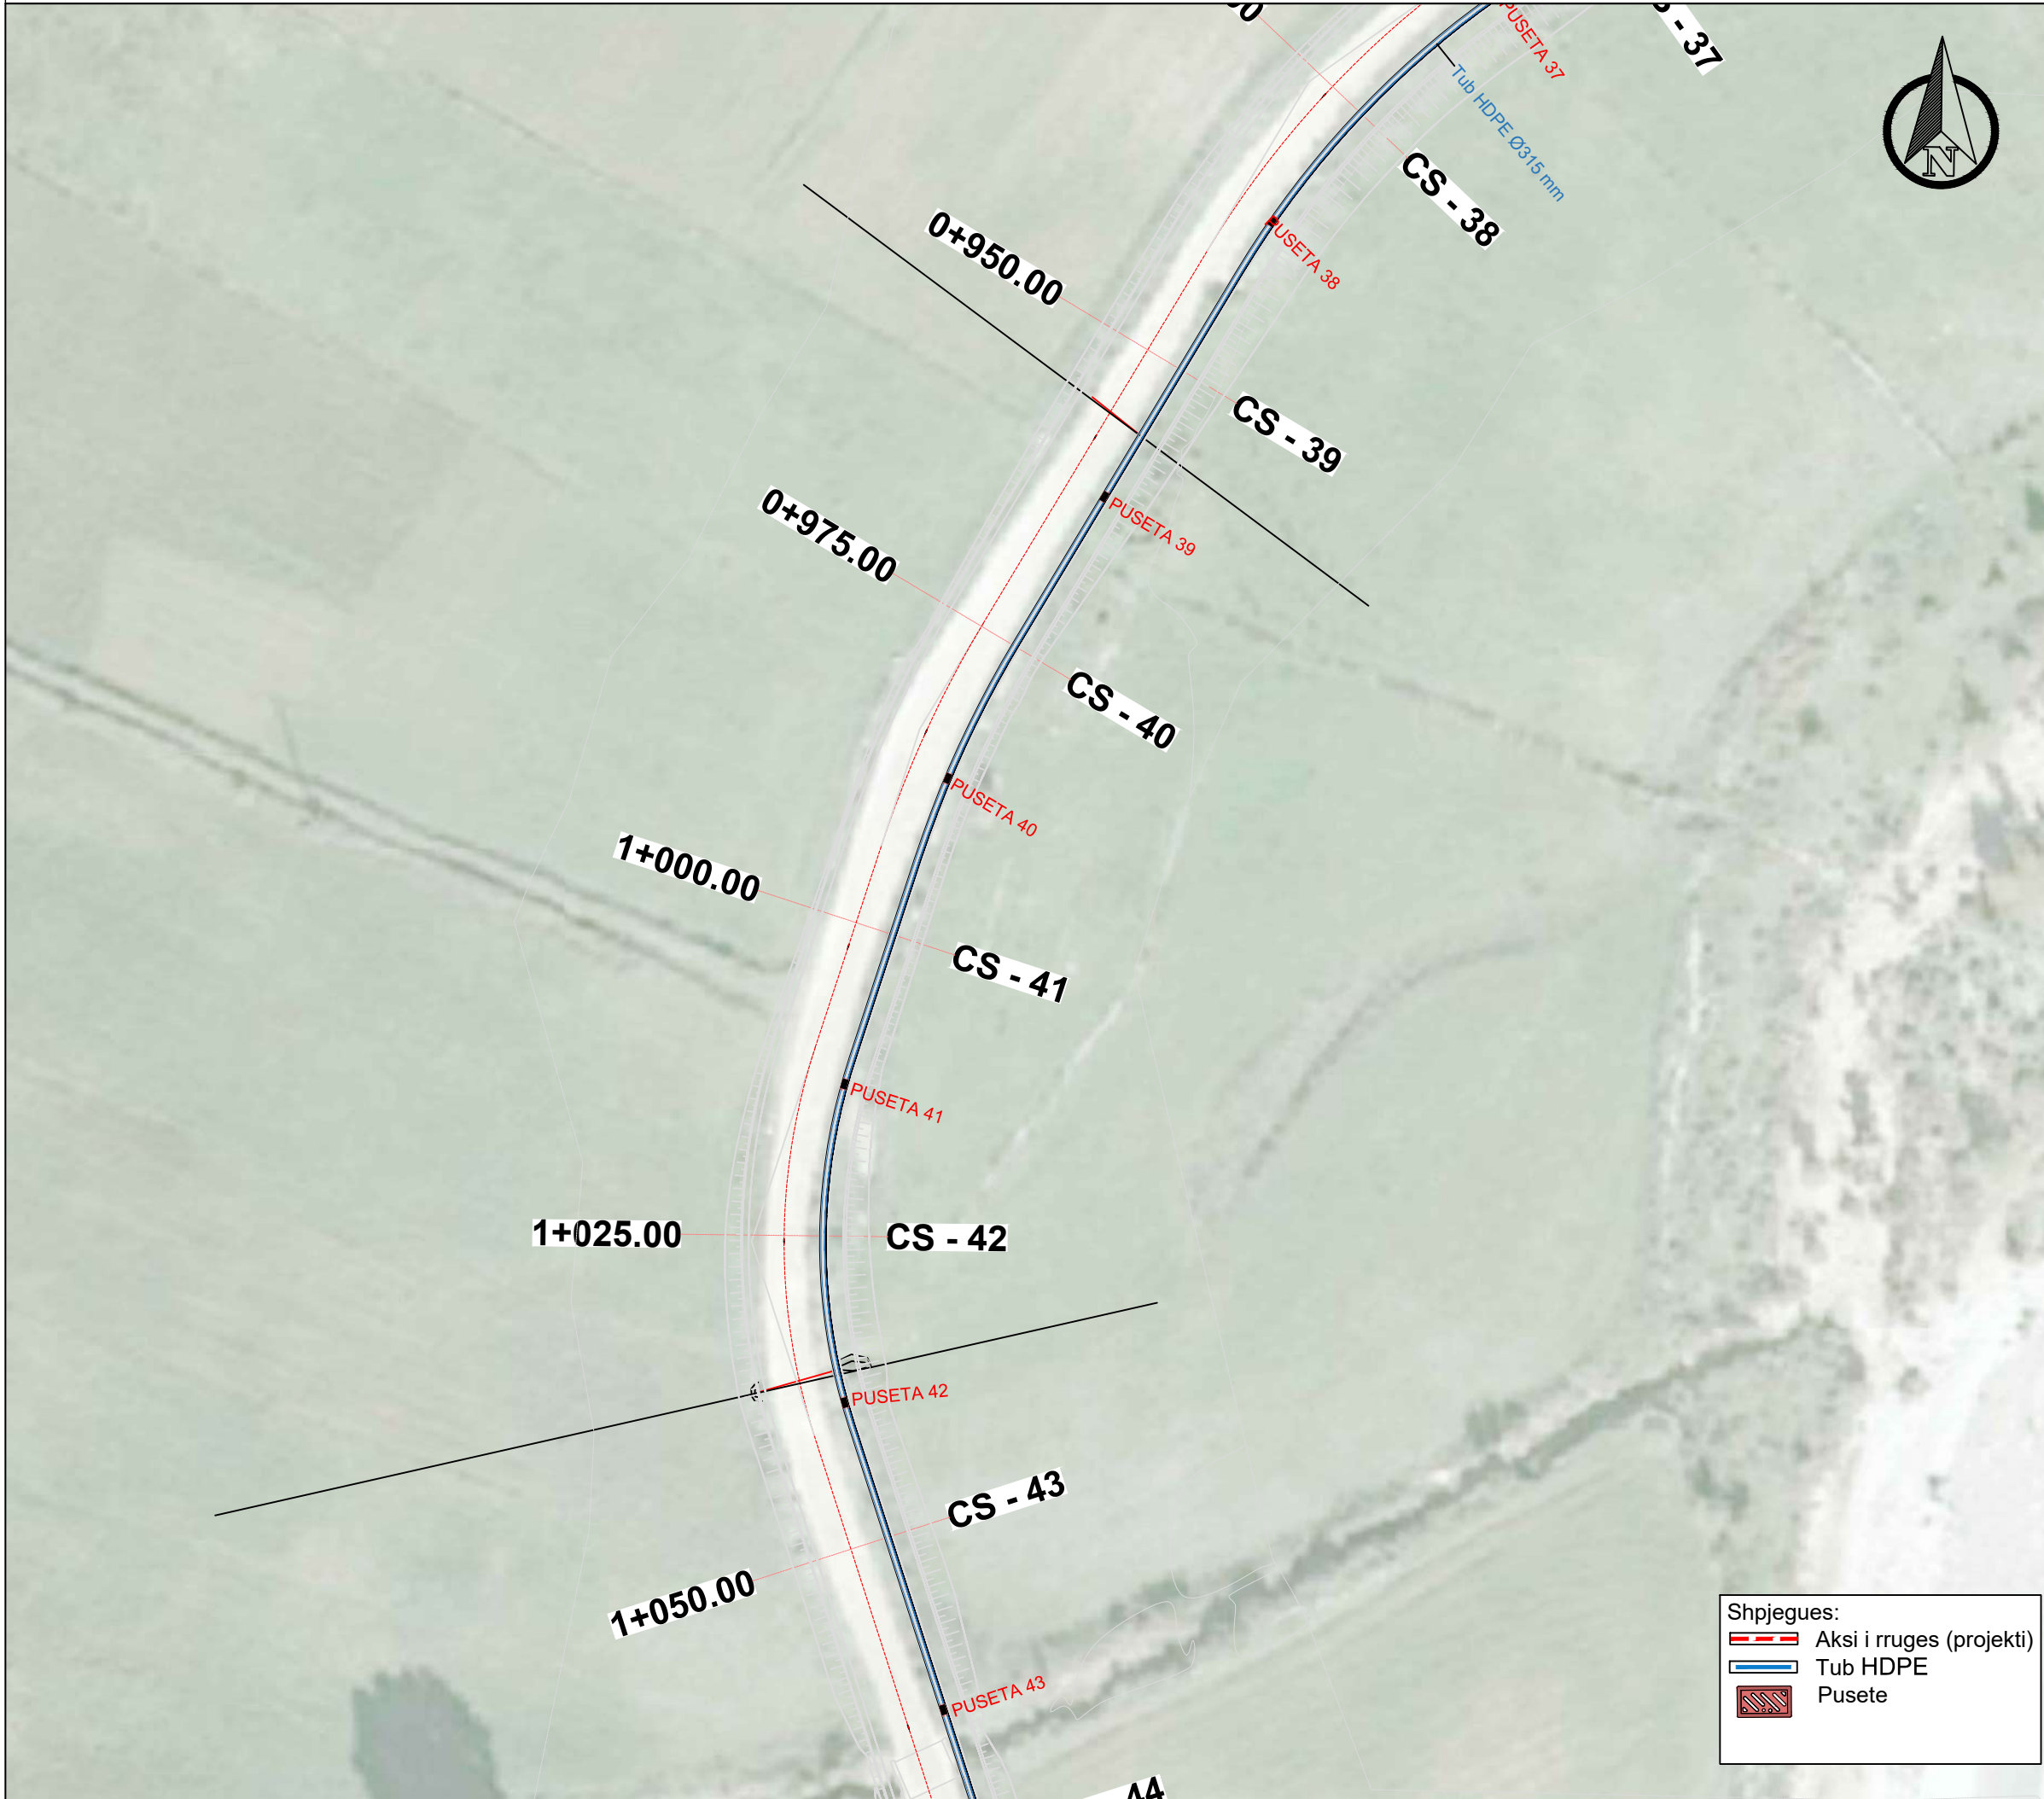 PUSETA 37
- 37
Tub HDPE Ø315 mm
N
CS - 38
PUSETA 38
0+950.00
CS - 39
PUSETA 39
0+975.00
CS - 40
PUSETA 40
1+000.00
CS - 41
PUSETA 41
1+025.00
CS - 42
PUSETA 42
CS - 43
1+050.00
PUSETA 43
44
Shpjegues:
Aksi i rruges (projekti)
Tub HDPE
Pusete